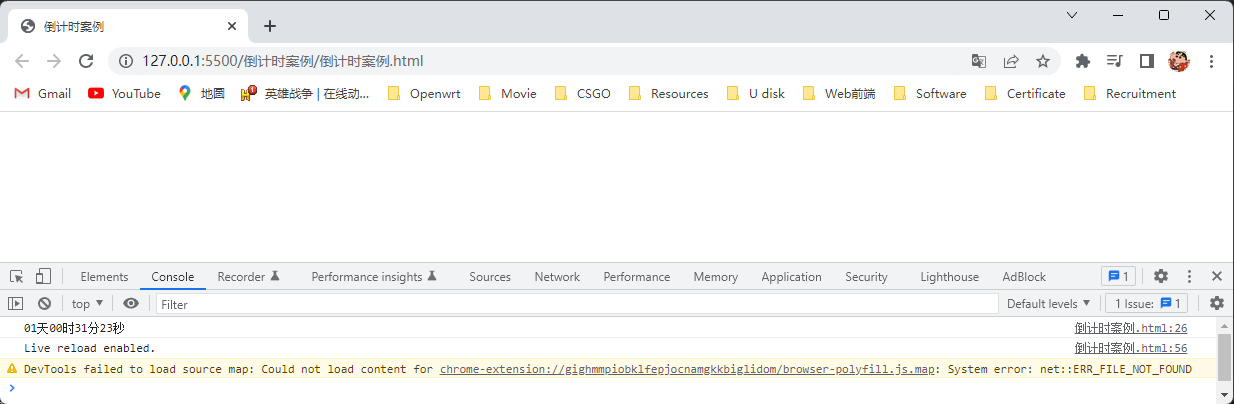 倒计时案例
127.0.0.1:5500/倒计时案例/倒计时案例.html
Gmail YouTube 地图 英雄战争 | 在线动... Openwrt Movie CSGO Resources U disk Web前端 Software Certificate Recruitment
Elements Console Recorder Performance insights Sources Network Performance Memory Application Security Lighthouse AdBlock 1
top Filter Default levels 1 Issue: 1
01天00时31分23秒 倒计时案例.html:26
Live reload enabled. 倒计时案例.html:56
DevTools failed to load source map: Could not load content for chrome-extension://gighmmpiobklfepjocnamgkkbiglidom/browser-polyfill.js.map: System error: net::ERR_FILE_NOT_FOUND